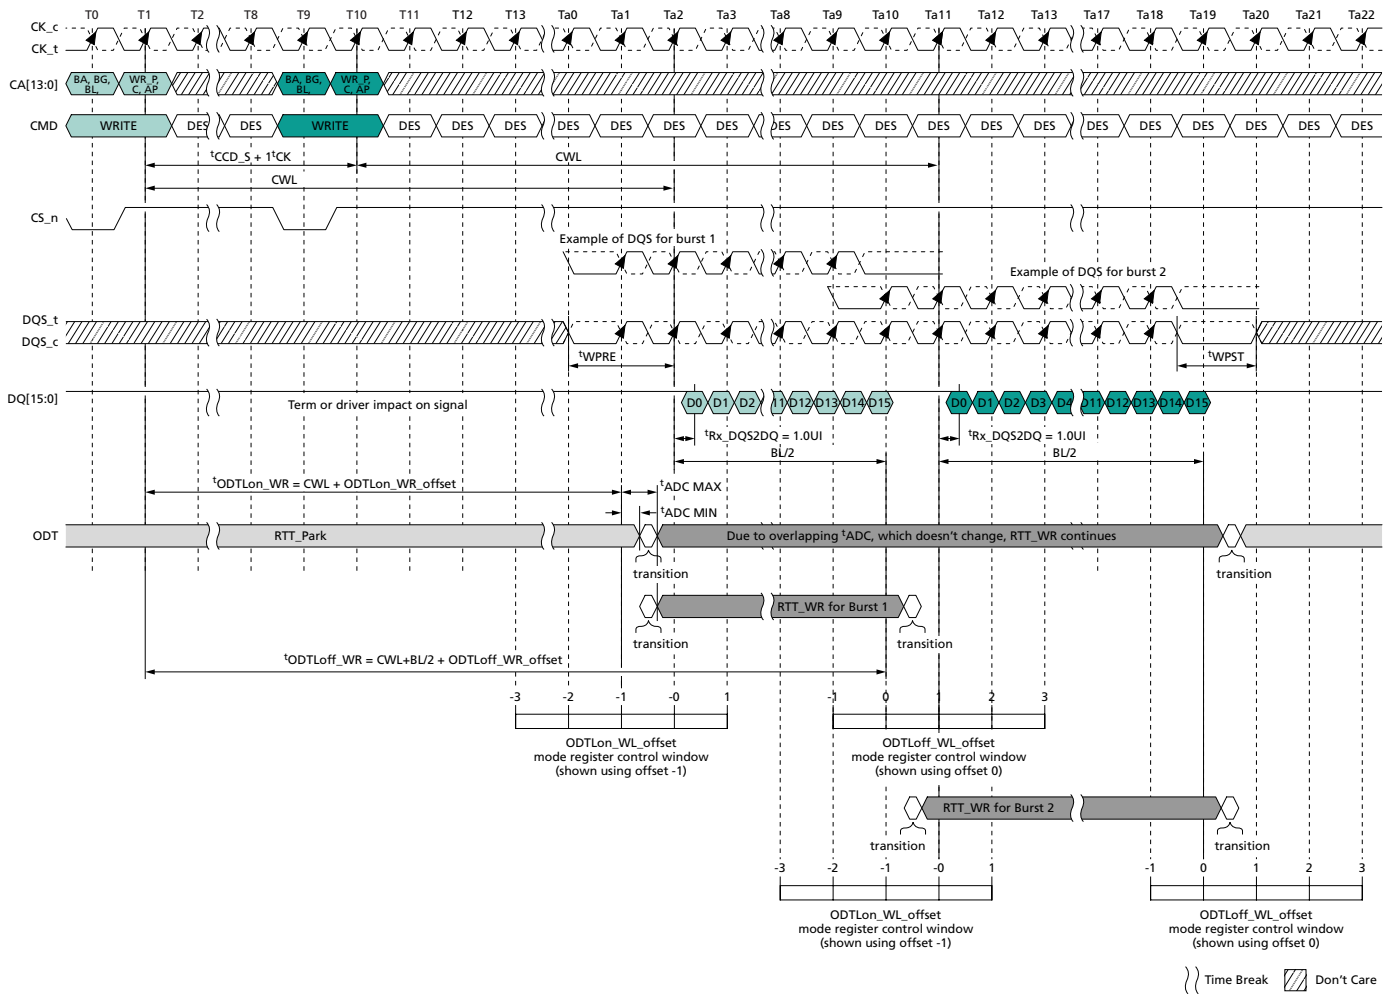 T0 T1 T2 T8 T9 T10 T11 T12 T13 Ta0 Ta1 Ta2 Ta3 Ta8 Ta9 Ta10 Ta11 Ta12 Ta13 Ta17 Ta18 Ta19 Ta20 Ta21 Ta22
CK_c
CK_t
CA[13:0] BA, BG, BL, WR_P, C, AP BA, BG, BL, WR_P, C, AP
CMD WRITE DES DES WRITE DES DES DES DES DES DES DES DES DES DES DES DES DES DES DES DES DES DES DES
tCCD_S + 1tCK CWL
CWL
CS_n
Example of DQS for burst 1
Example of DQS for burst 2
DQS_t
DQS_c
tWPRE tWPST
DQ[15:0] Term or driver impact on signal D0 D1 D2 11 D12 D13 D14 D15 D0 D1 D2 D3 D4 D11 D12 D13 D14 D15
tRx_DQS2DQ = 1.0UI tRx_DQS2DQ = 1.0UI
BL/2 BL/2
tODTLon_WR = CWL + ODTLon_WR_offset tADC MAX
tADC MIN
ODT RTT_Park Due to overlapping tADC, which doesn't change, RTT_WR continues
transition transition
RTT_WR for Burst 1
transition transition
tODTLoff_WR = CWL+BL/2 + ODTLoff_WR_offset
-3 -2 -1 -0 1 -1 0 1 2 3
ODTLon_WL_offset
mode register control window
(shown using offset -1)
ODTLoff_WL_offset
mode register control window
(shown using offset 0)
RTT_WR for Burst 2
transition transition
-3 -2 -1 -0 1 -1 0 1 2 3
ODTLon_WL_offset
mode register control window
(shown using offset -1)
ODTLoff_WL_offset
mode register control window
(shown using offset 0)
Time Break Don't Care